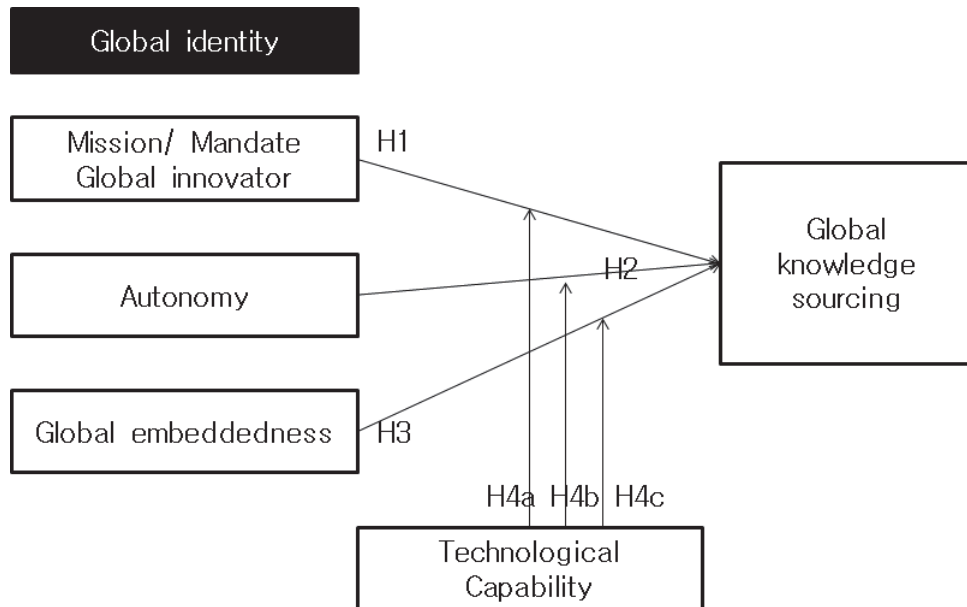 Global identity
Mission/ Mandate
Global innovator
H1
Autonomy
H2
Global
knowledge
sourcing
Global embeddedness
H3
H4a H4b H4c
Technological
Capability